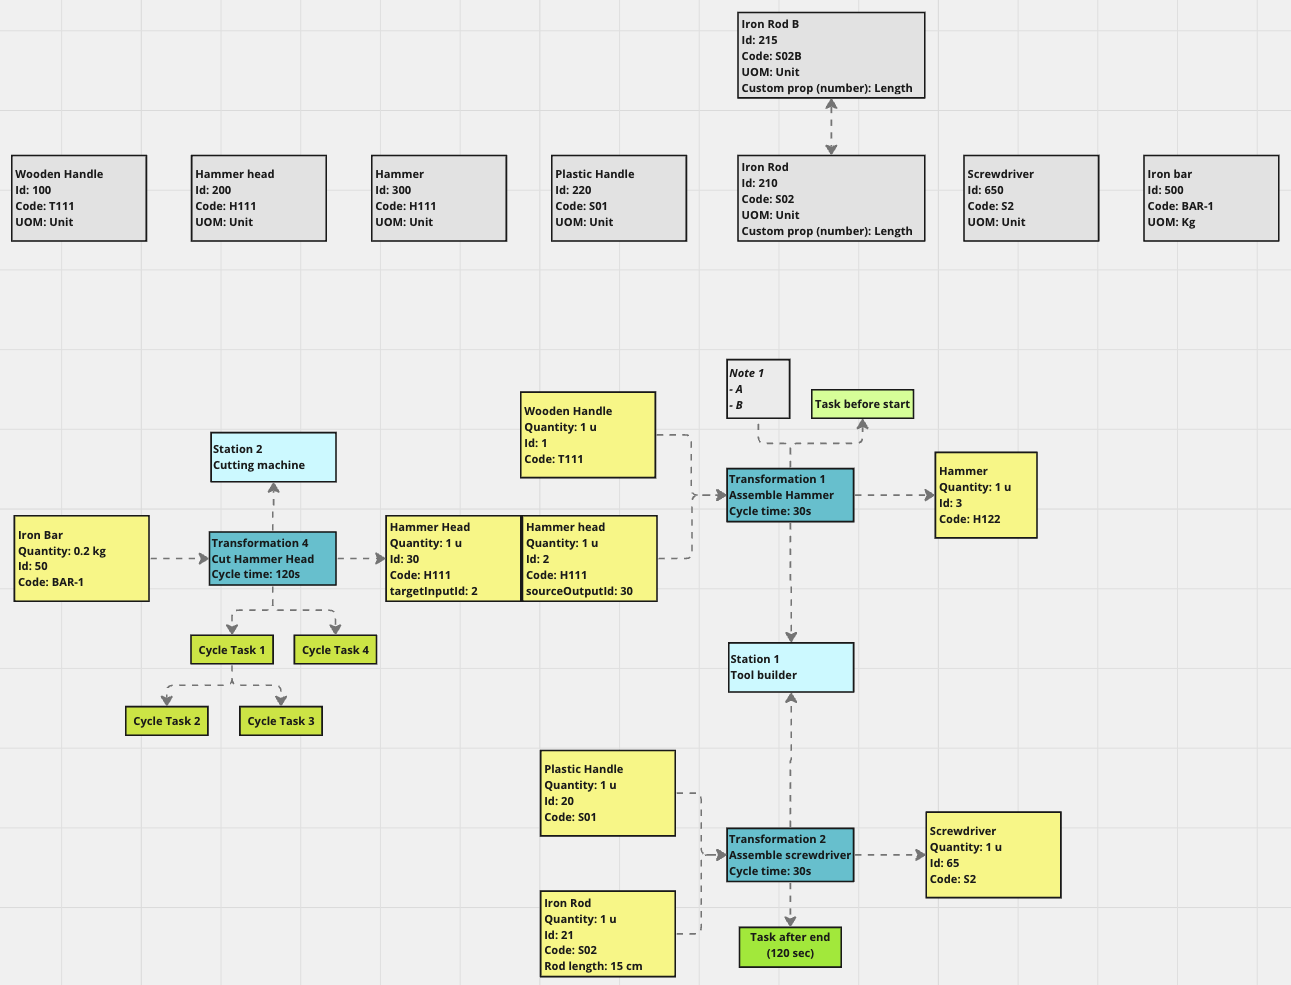 Iron Rod B
Id: 215
Code: S02B
UOM: Unit
Custom prop (number): Length
Wooden Handle
Id: 100
Code: T111
UOM: Unit
Hammer head
Id: 200
Code: H111
UOM: Unit
Hammer
Id: 300
Code: H111
UOM: Unit
Plastic Handle
Id: 220
Code: S01
UOM: Unit
Iron Rod
Id: 210
Code: S02
UOM: Unit
Custom prop (number): Length
Screwdriver
Id: 650
Code: S2
UOM: Unit
Iron bar
Id: 500
Code: BAR-1
UOM: Kg
Note 1
- A
- B
Task before start
Wooden Handle
Quantity: 1 u
Id: 1
Code: T111
Station 2
Cutting machine
Transformation 1
Assemble Hammer
Cycle time: 30s
Hammer
Quantity: 1 u
Id: 3
Code: H122
Iron Bar
Quantity: 0.2 kg
Id: 50
Code: BAR-1
Transformation 4
Cut Hammer Head
Cycle time: 120s
Hammer Head
Quantity: 1 u
Id: 30
Code: H111
targetInputId: 2
Hammer head
Quantity: 1 u
Id: 2
Code: H111
sourceOutputId: 30
Cycle Task 1
Cycle Task 4
Cycle Task 2
Cycle Task 3
Station 1
Tool builder
Plastic Handle
Quantity: 1 u
Id: 20
Code: S01
Transformation 2
Assemble screwdriver
Cycle time: 30s
Screwdriver
Quantity: 1 u
Id: 65
Code: S2
Iron Rod
Quantity: 1 u
Id: 21
Code: S02
Rod length: 15 cm
Task after end
(120 sec)